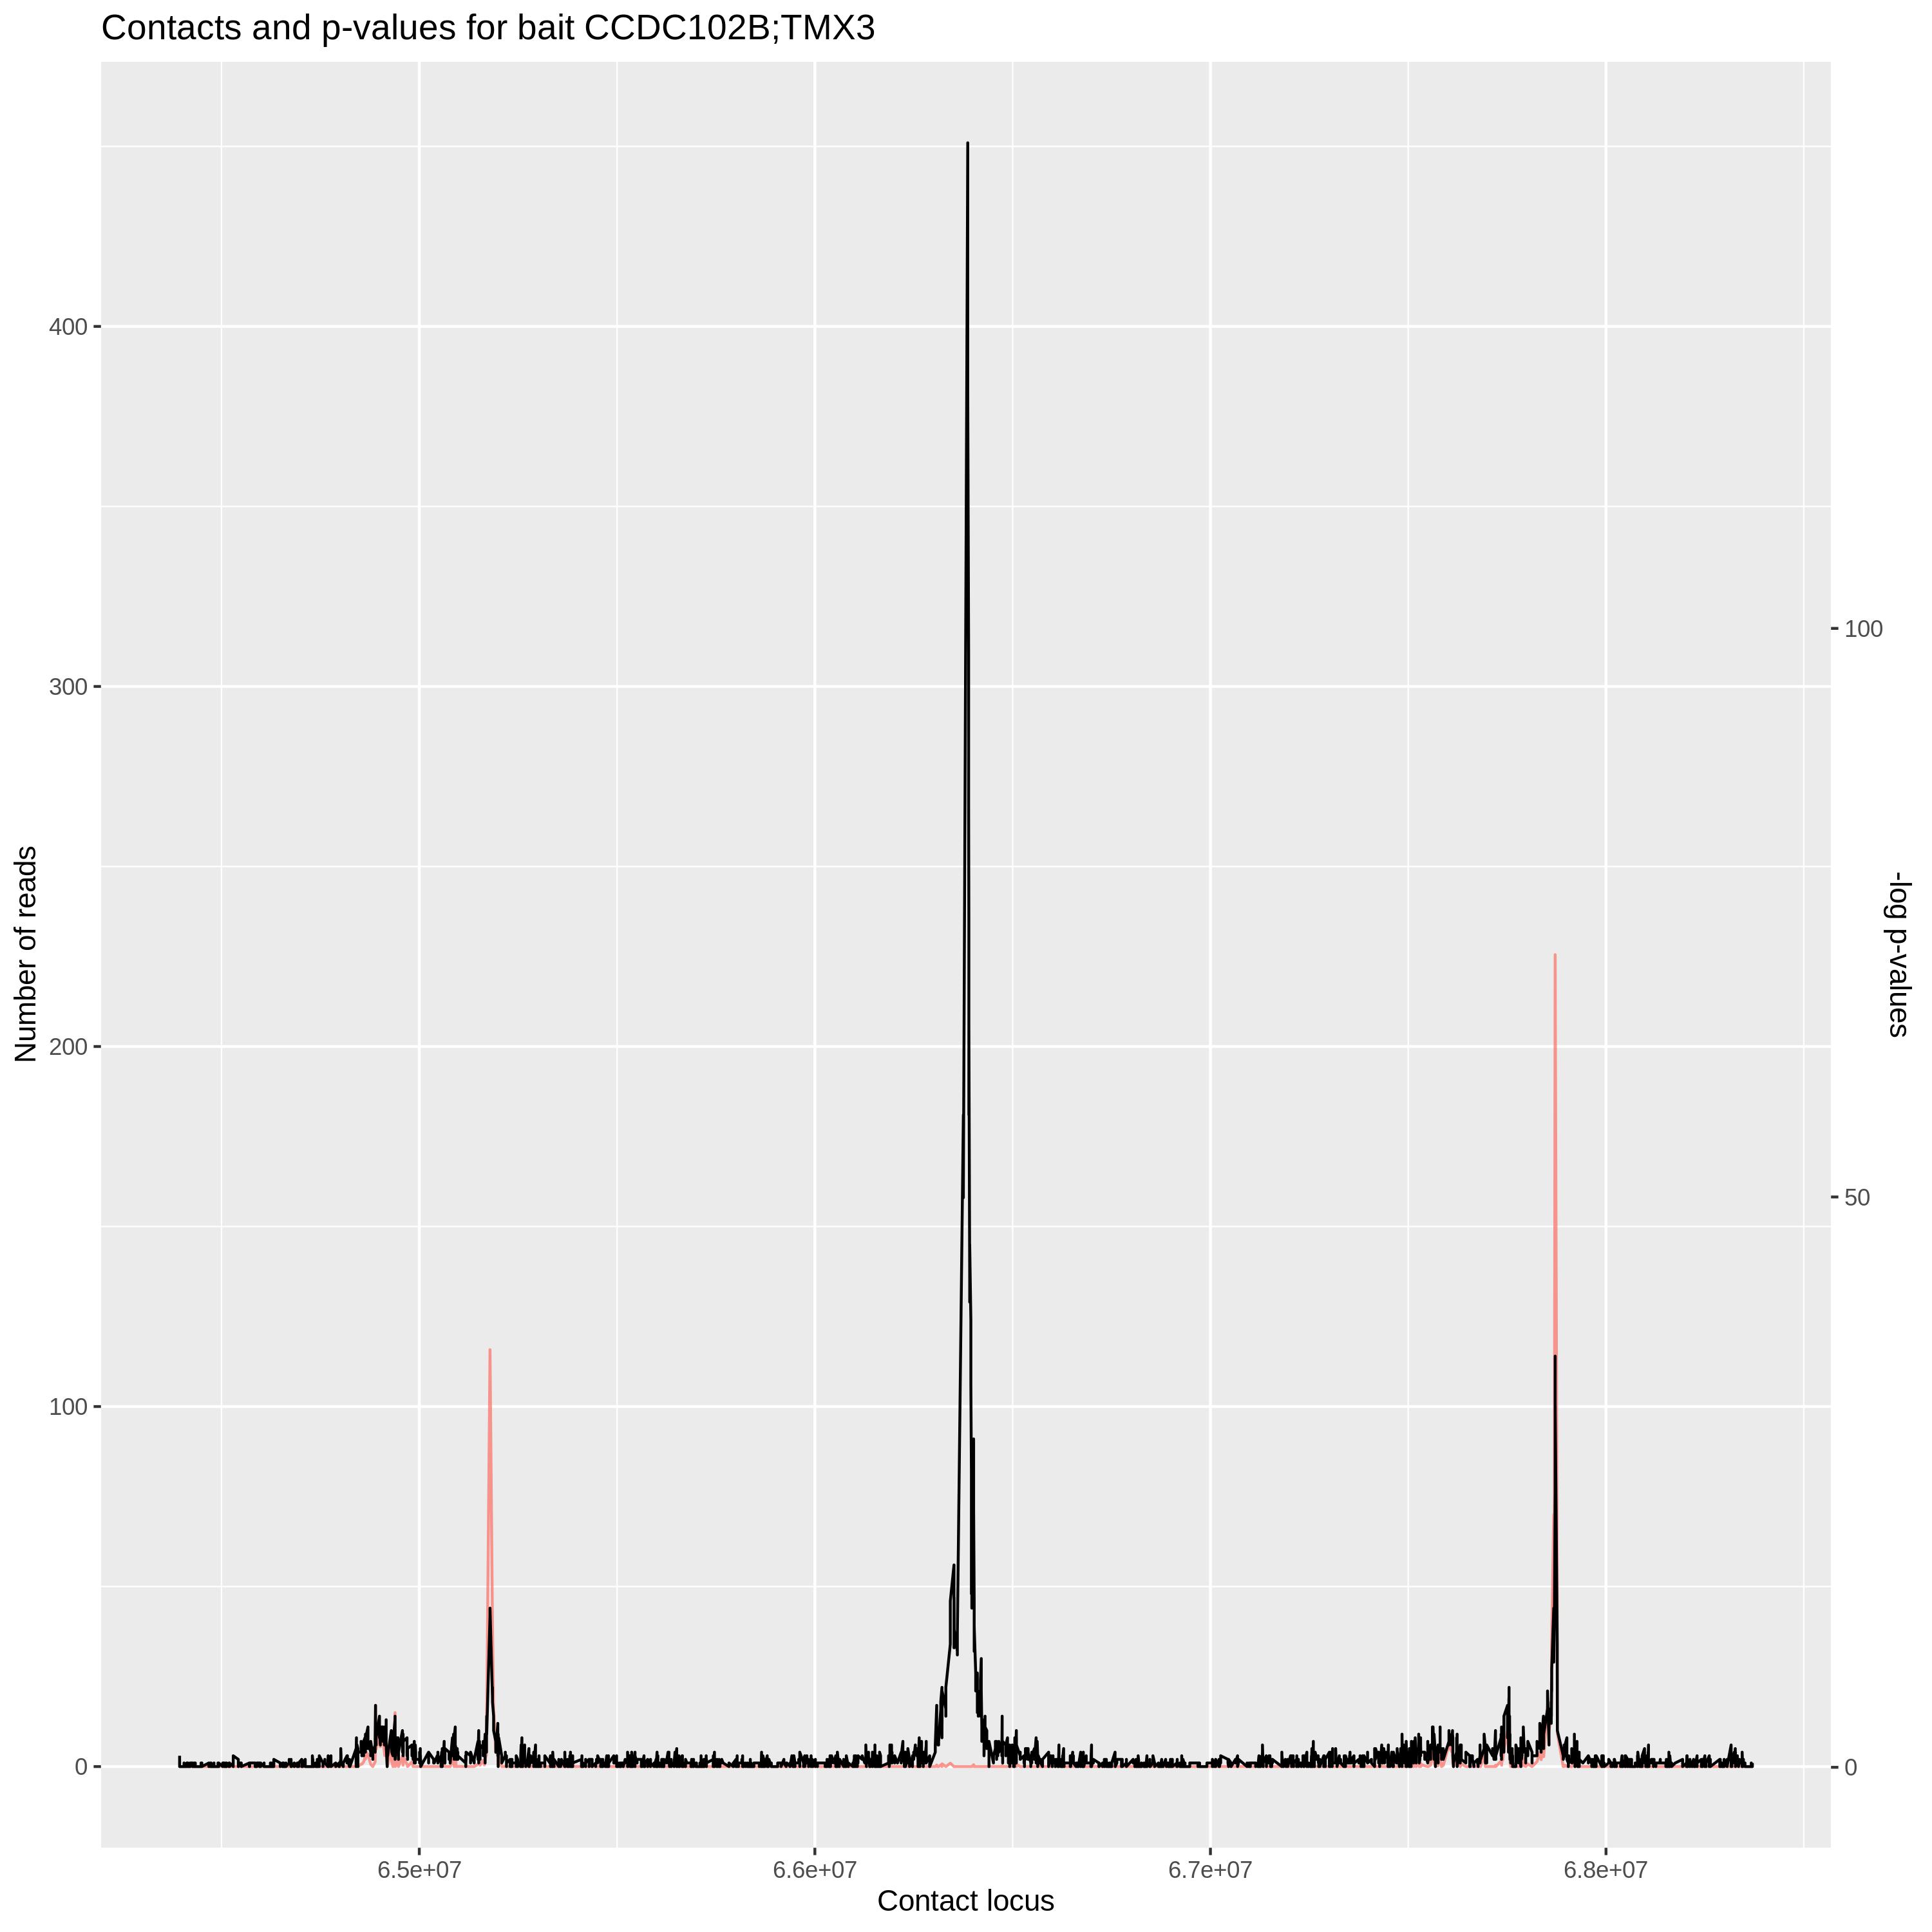 Contacts and p-values for bait CCDC102B;TMX3
400
300
200
100
0
Number of reads
100
50
0
-log p-values
6.5e+07
6.6e+07
6.7e+07
6.8e+07
Contact locus